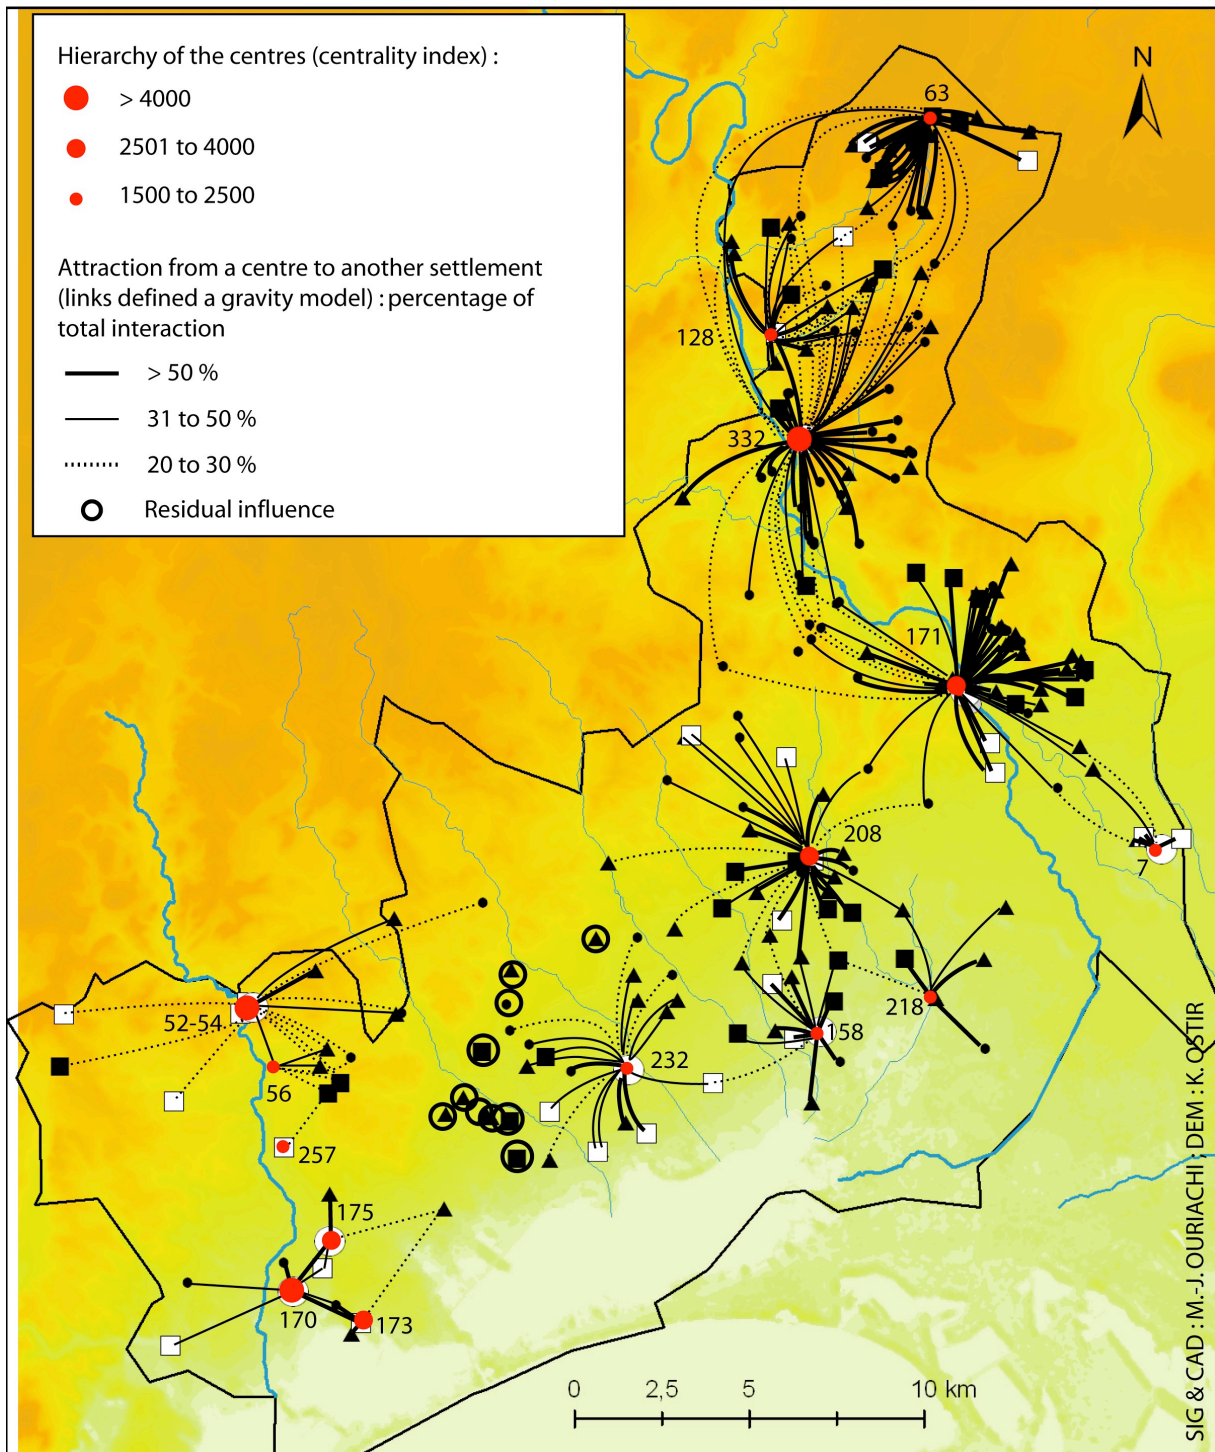 Hierarchy of the centres (centrality index) :
> 4000
2501 to 4000
1500 to 2500
Attraction from a centre to another settlement
(links defined a gravity model) : percentage of
total interaction
> 50 %
31 to 50 %
20 to 30 %
Residual influence
N
63
128
332
171
208
7
218
52-54
158
232
56
257
175
170
173
0 2,5 5 10 km
SIG & CAD : M.-J. OURIACHI ; DEM : K.OSTIR